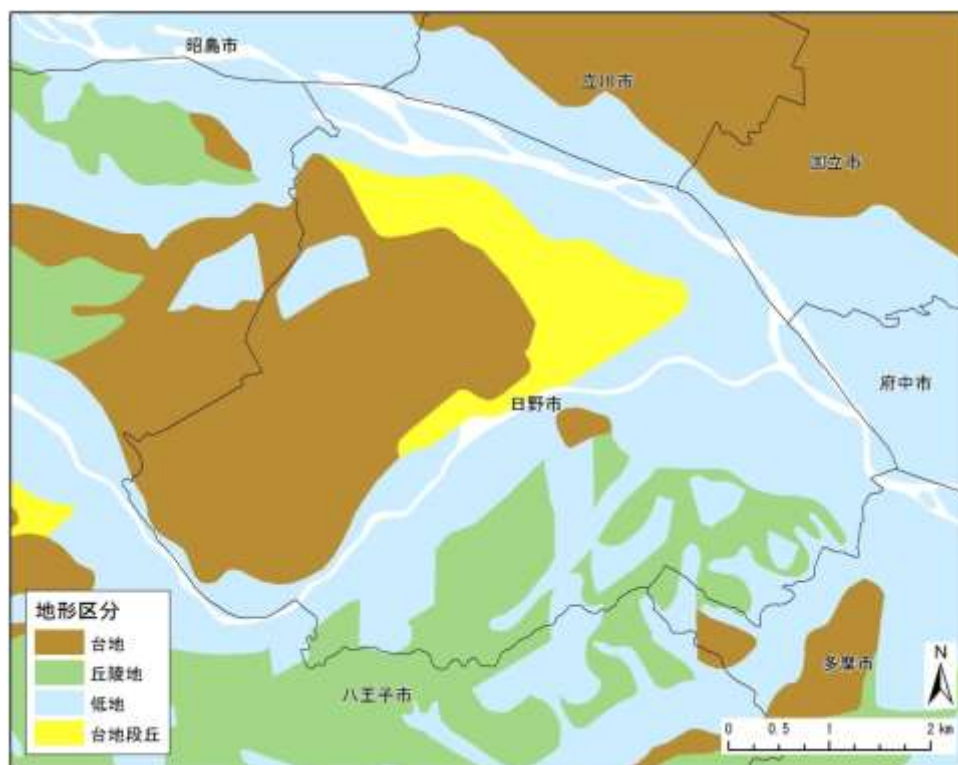 昭島市
立川市
国立市
府中市
日野市
多摩市
八王子市
地形区分
台地
丘陵地
低地
台地段丘
N
0 0.5 1 2 km